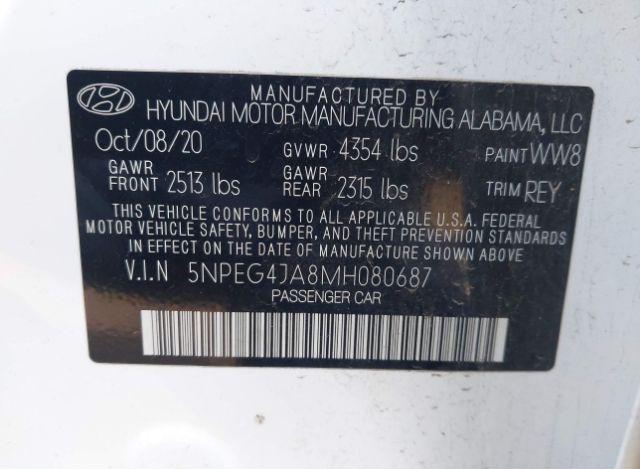 MANUFACTURED BY
HYUNDAI MOTOR MANUFACTURING ALABAMA, LLC
Oct/08/20 GVWR 4354 lbs PAINT WW8
GAWR FRONT 2513 lbs GAWR REAR 2315 lbs TRIM REY
THIS VEHICLE CONFORMS TO ALL APPLICABLE U.S.A. FEDERAL
MOTOR VEHICLE SAFETY, BUMPER, AND THEFT PREVENTION STANDARDS
IN EFFECT ON THE DATE OF MANUFACTURE SHOWN ABOVE.
V.I.N 5NPEG4JA8MH080687
PASSENGER CAR